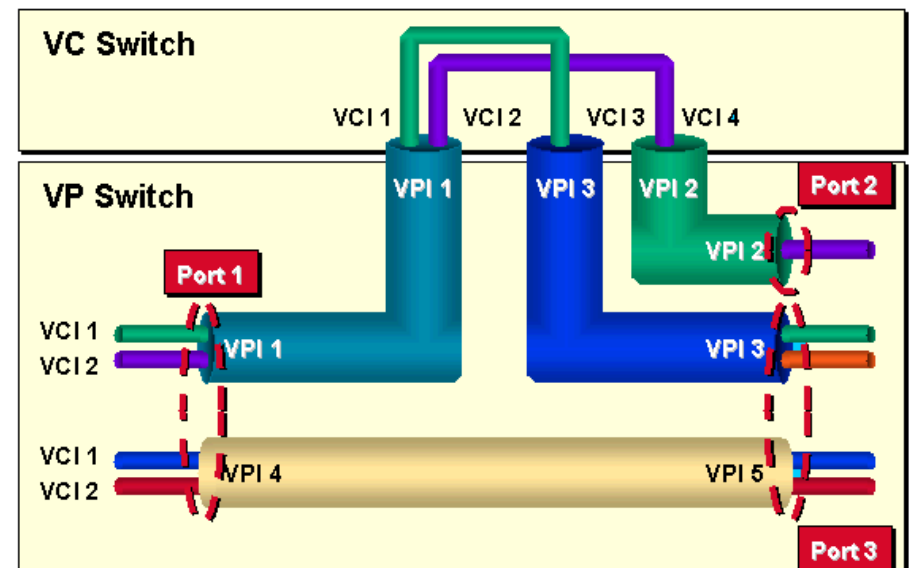 VC Switch
VCI 1 VCI 2 VCI 3 VCI 4
VP Switch
VPI 1 VPI 3 VPI 2
Port 2
VPI 2
Port 1
VCI 1
VCI 2
VPI 1 VPI 3
VCI 1
VCI 2
VPI 4 VPI 5
Port 3